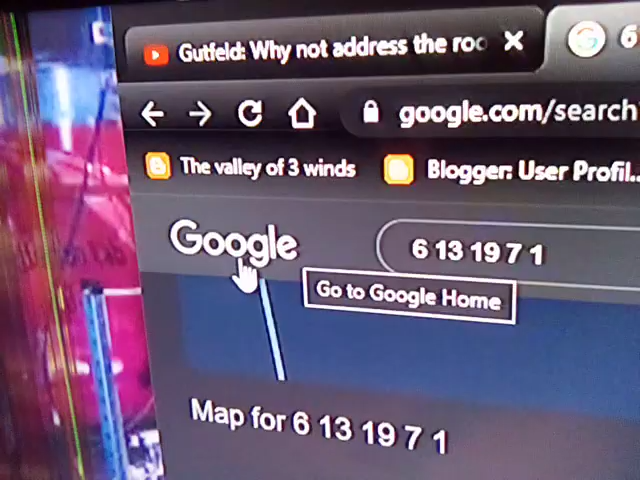 Gutfeld: Why not address the roo
6
google.com/search
The valley of 3 winds
Blogger: User Profil...
Google
6 13 19 7 1
Go to Google Home
Map for 6 13 19 7 1